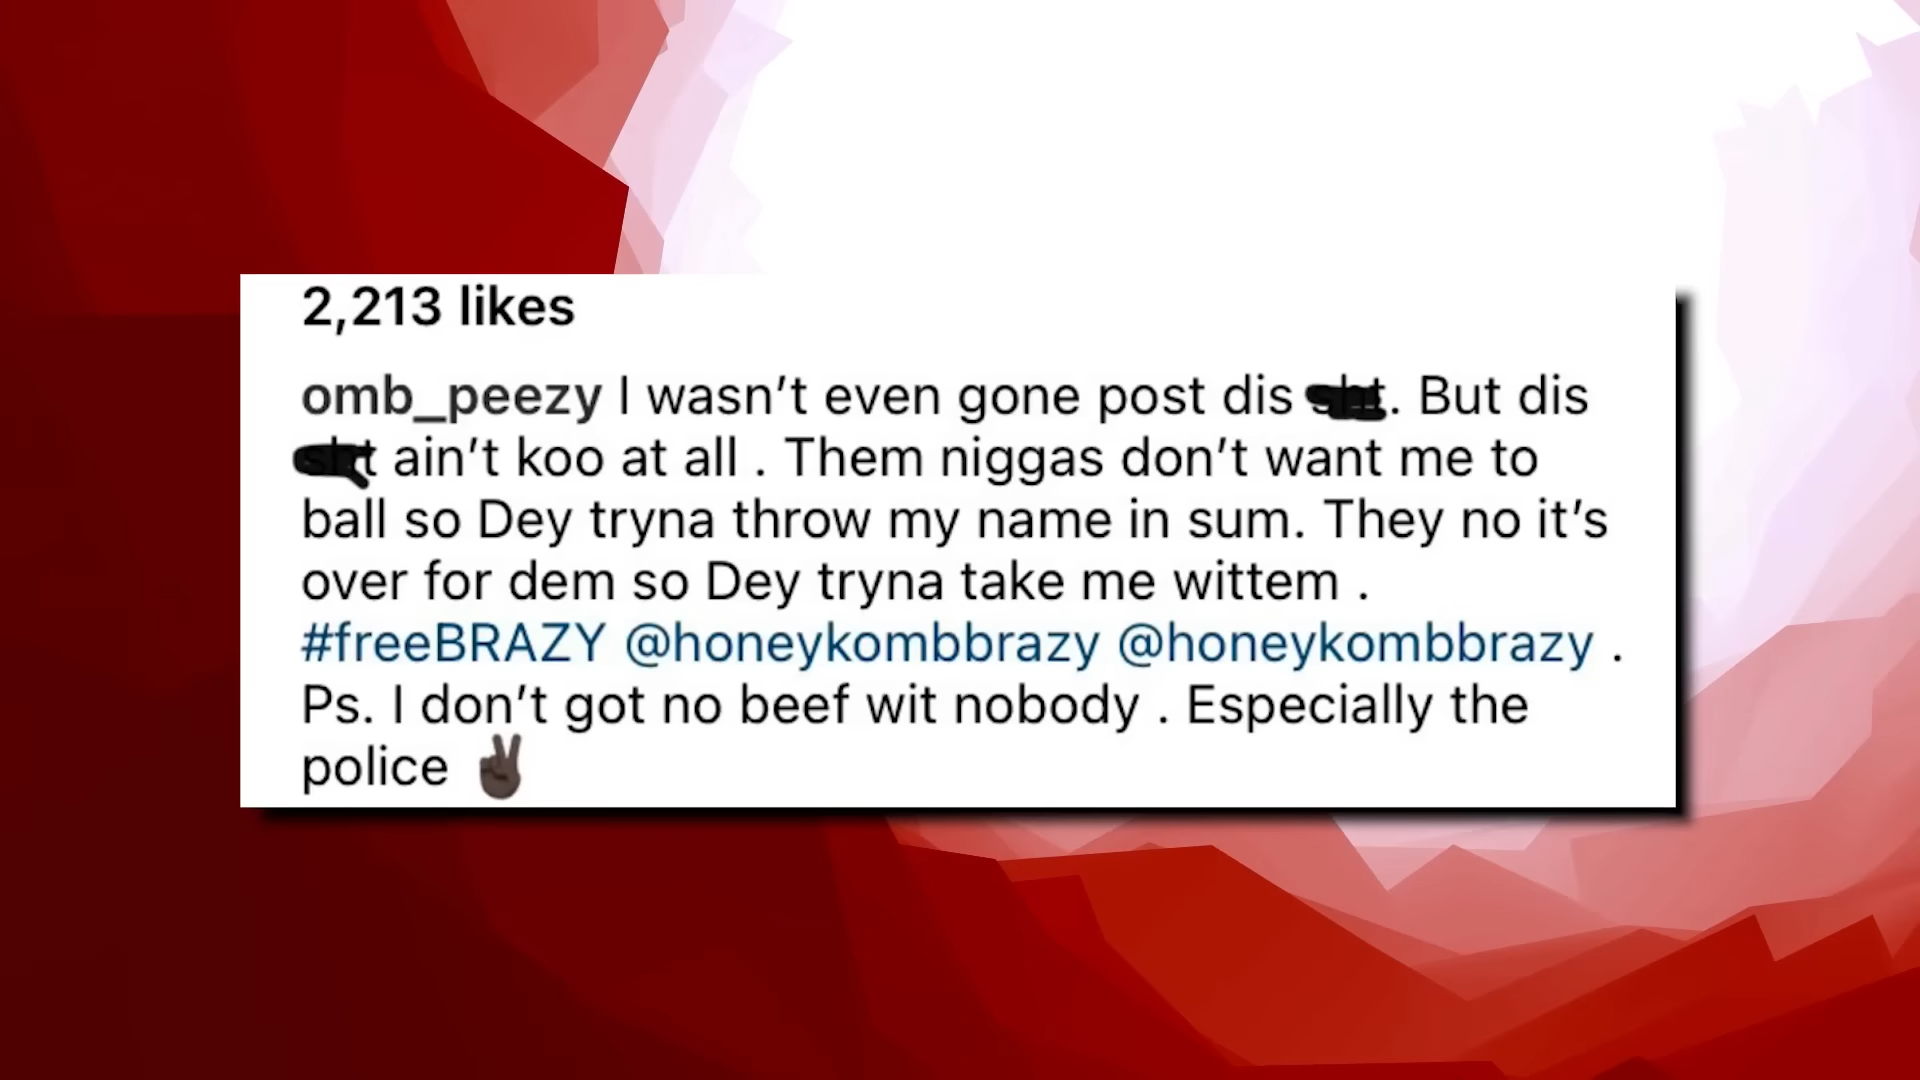 2,213 likes
omb_peezy I wasn't even gone post dis sht. But dis
sht ain't koo at all . Them niggas don't want me to
ball so Dey tryna throw my name in sum. They no it's
over for dem so Dey tryna take me wittem .
#freeBRAZY @honeykombbrazy @honeykombbrazy .
Ps. I don't got no beef wit nobody . Especially the
police ✌🏿